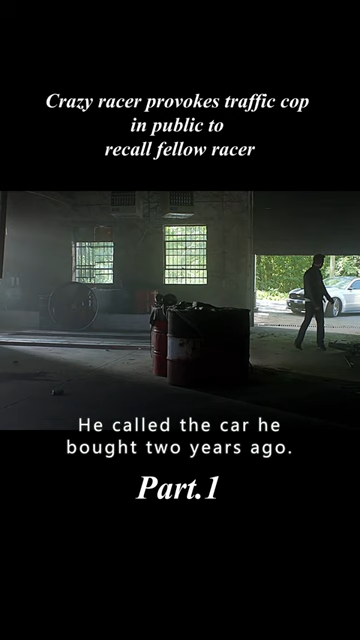 Crazy racer provokes traffic cop
in public to
recall fellow racer
He called the car he
bought two years ago.
Part.1